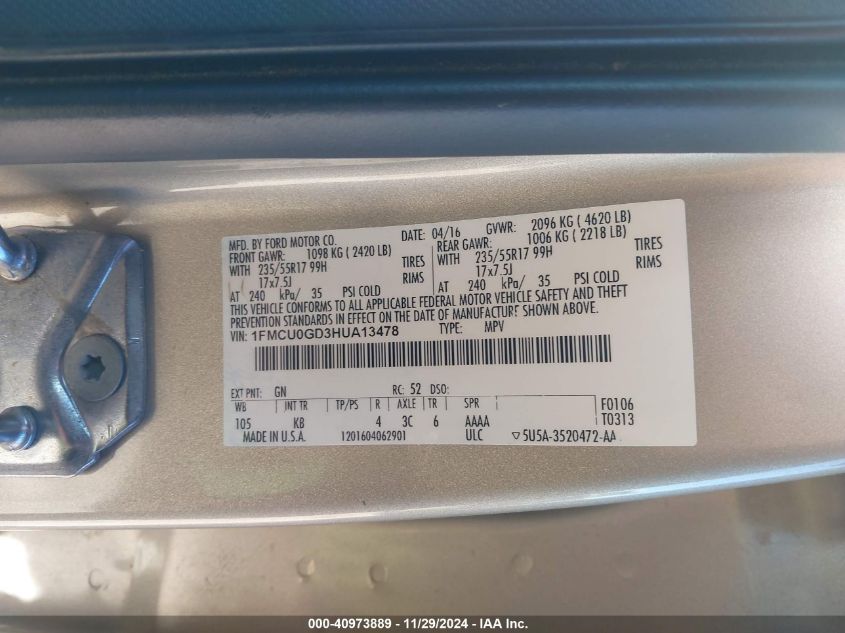 MFD. BY FORD MOTOR CO. DATE: 04/16 GVWR: 2096 KG ( 4620 LB)
FRONT GAWR: 1098 KG ( 2420 LB) REAR GAWR: 1006 KG ( 2218 LB)
WITH 235/55R17 99H TIRES WITH 235/55R17 99H TIRES
17x7.5J RIMS 17x7.5J RIMS
AT 240 kPa/ 35 PSI COLD AT 240 kPa/ 35 PSI COLD
THIS VEHICLE CONFORMS TO ALL APPLICABLE FEDERAL MOTOR VEHICLE SAFETY AND THEFT
PREVENTION STANDARDS IN EFFECT ON THE DATE OF MANUFACTURE SHOWN ABOVE.
VIN: 1FMCU0GD3HUA13478 TYPE: MPV
EXT PNT: GN RC: 52 DSO:
WB INT TR TP/PS R AXLE TR SPR F0106
105 KB 4 3C 6 AAAA T0313
MADE IN U.S.A. 1201604062901 ULC ▽5U5A-3520472-AA
000-40973889 - 11/29/2024 - IAA Inc.